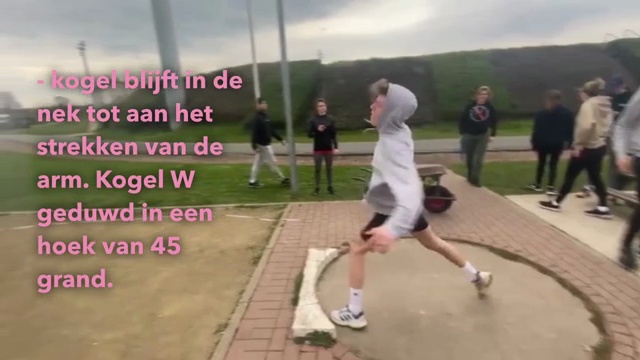 - kogel blijft in de
nek tot aan het
strekken van de
arm. Kogel W
geduwd in een
hoek van 45
grand.